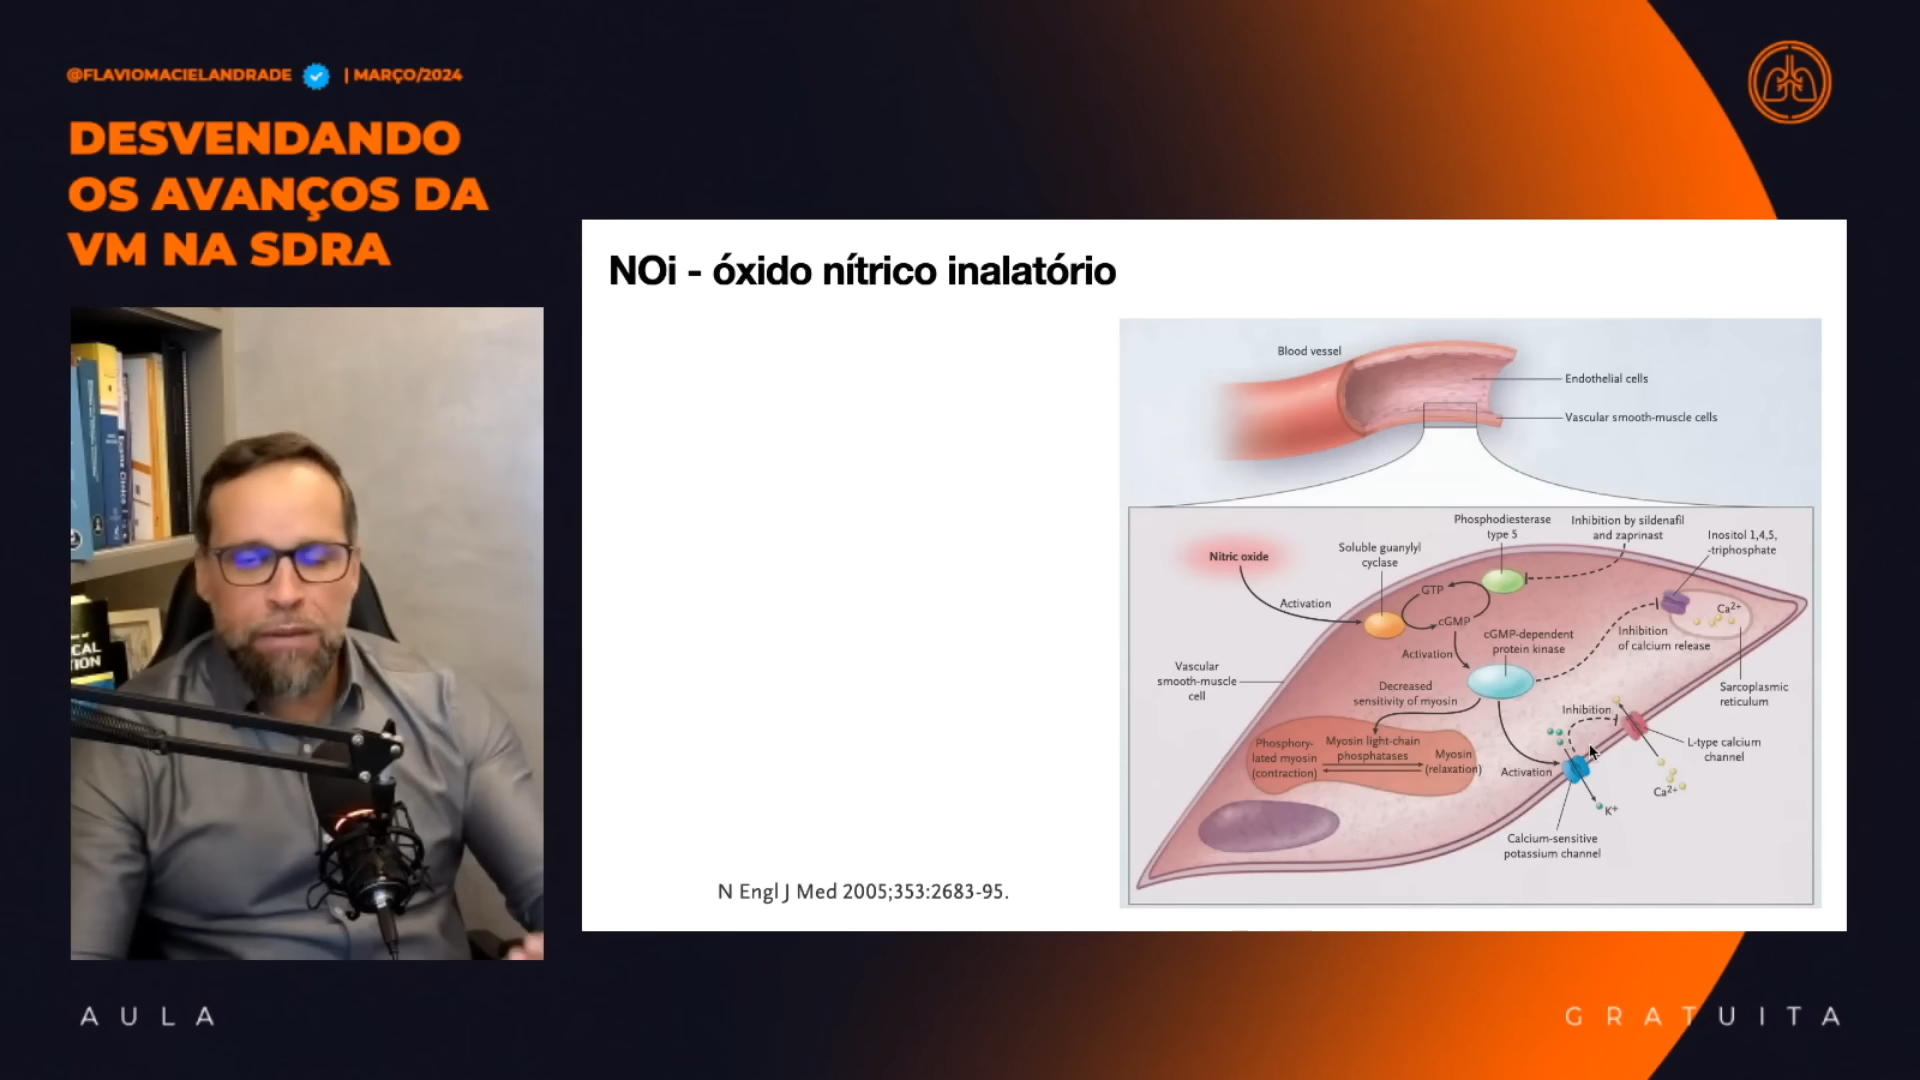 @FLAVIOMACIELANDRADE | MARÇO/2024
DESVENDANDO
OS AVANÇOS DA
VM NA SDRA
NOi - óxido nítrico inalatório
Blood vessel
Endothelial cells
Vascular smooth-muscle cells
Phosphodiesterase
type 5
Inhibition by sildenafil
and zaprinast
Inositol 1,4,5,
-triphosphate
Nitric oxide
Soluble guanylyl
cyclase
GTP
Activation
cGMP
Ca2+
cGMP-dependent
protein kinase
Inhibition
of calcium release
Activation
Vascular
smooth-muscle
cell
Decreased
sensitivity of myosin
Sarcoplasmic
reticulum
Inhibition
Phosphory-
lated myosin
(contraction)
Myosin light-chain
phosphatases
Myosin
(relaxation)
Activation
L-type calcium
channel
Ca2+
K+
Calcium-sensitive
potassium channel
N Engl J Med 2005;353:2683-95.
CAL
TION
AULA
GRATUITA